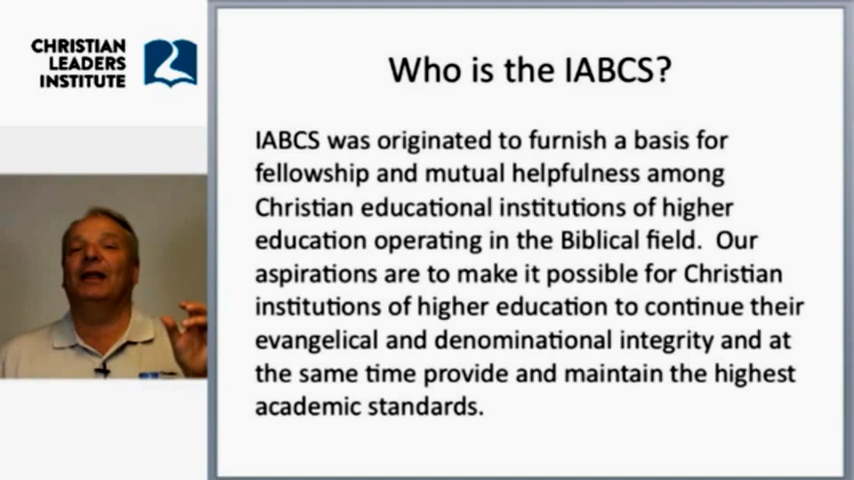 CHRISTIAN
LEADERS
INSTITUTE
Who is the IABCS?
IABCS was originated to furnish a basis for
fellowship and mutual helpfulness among
Christian educational institutions of higher
education operating in the Biblical field.  Our
aspirations are to make it possible for Christian
institutions of higher education to continue their
evangelical and denominational integrity and at
the same time provide and maintain the highest
academic standards.